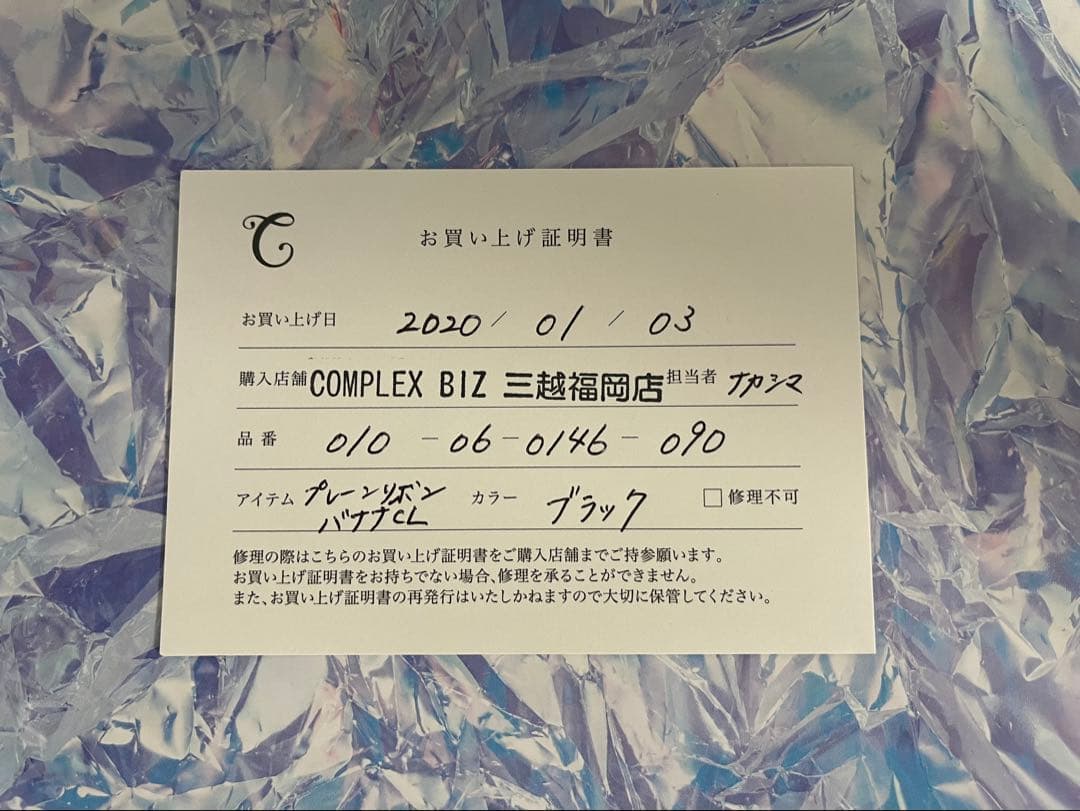 C
お買い上げ証明書
お買い上げ日 2020 / 01 / 03
購入店舗 COMPLEX BIZ 三越福岡店 担当者 ナカシマ
品番 010 - 06 - 0146 - 090
アイテム プレーンリボン カラー ブラック □ 修理不可
バナナCL
修理の際はこちらのお買い上げ証明書をご購入店舗までご持参願います。
お買い上げ証明書をお持ちでない場合、修理を承ることができません。
また、お買い上げ証明書の再発行はいたしかねますので大切に保管してください。